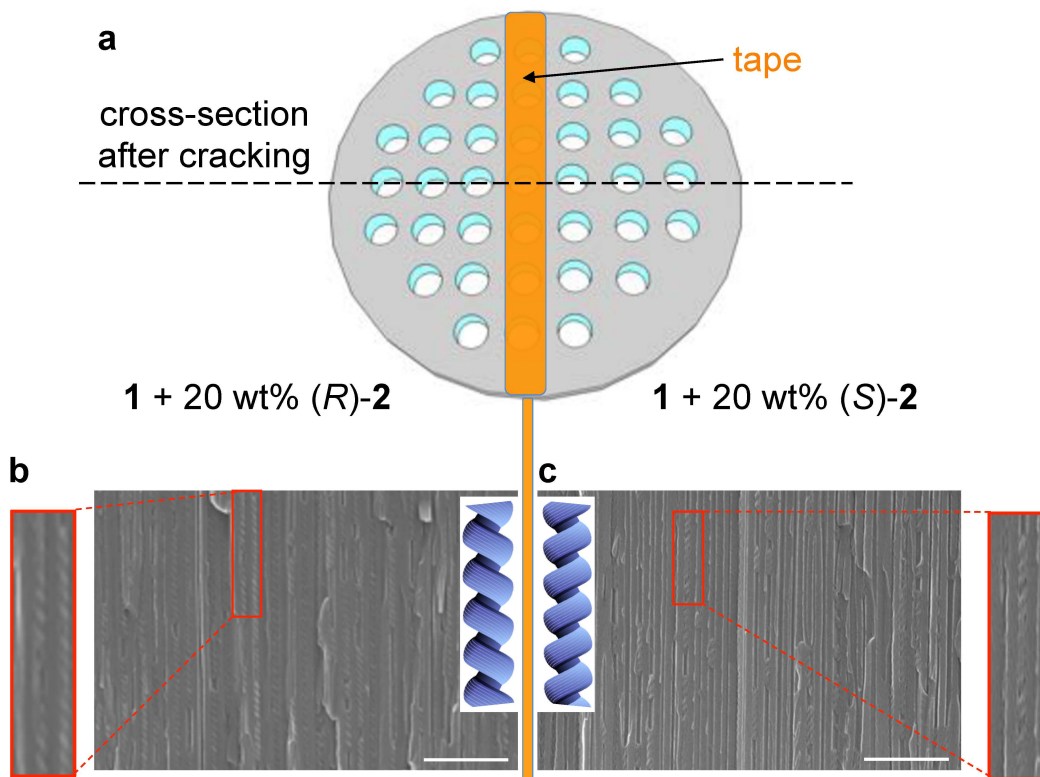 a
tape
cross-section
after cracking
1 + 20 wt% (R)-2
1 + 20 wt% (S)-2
b
c